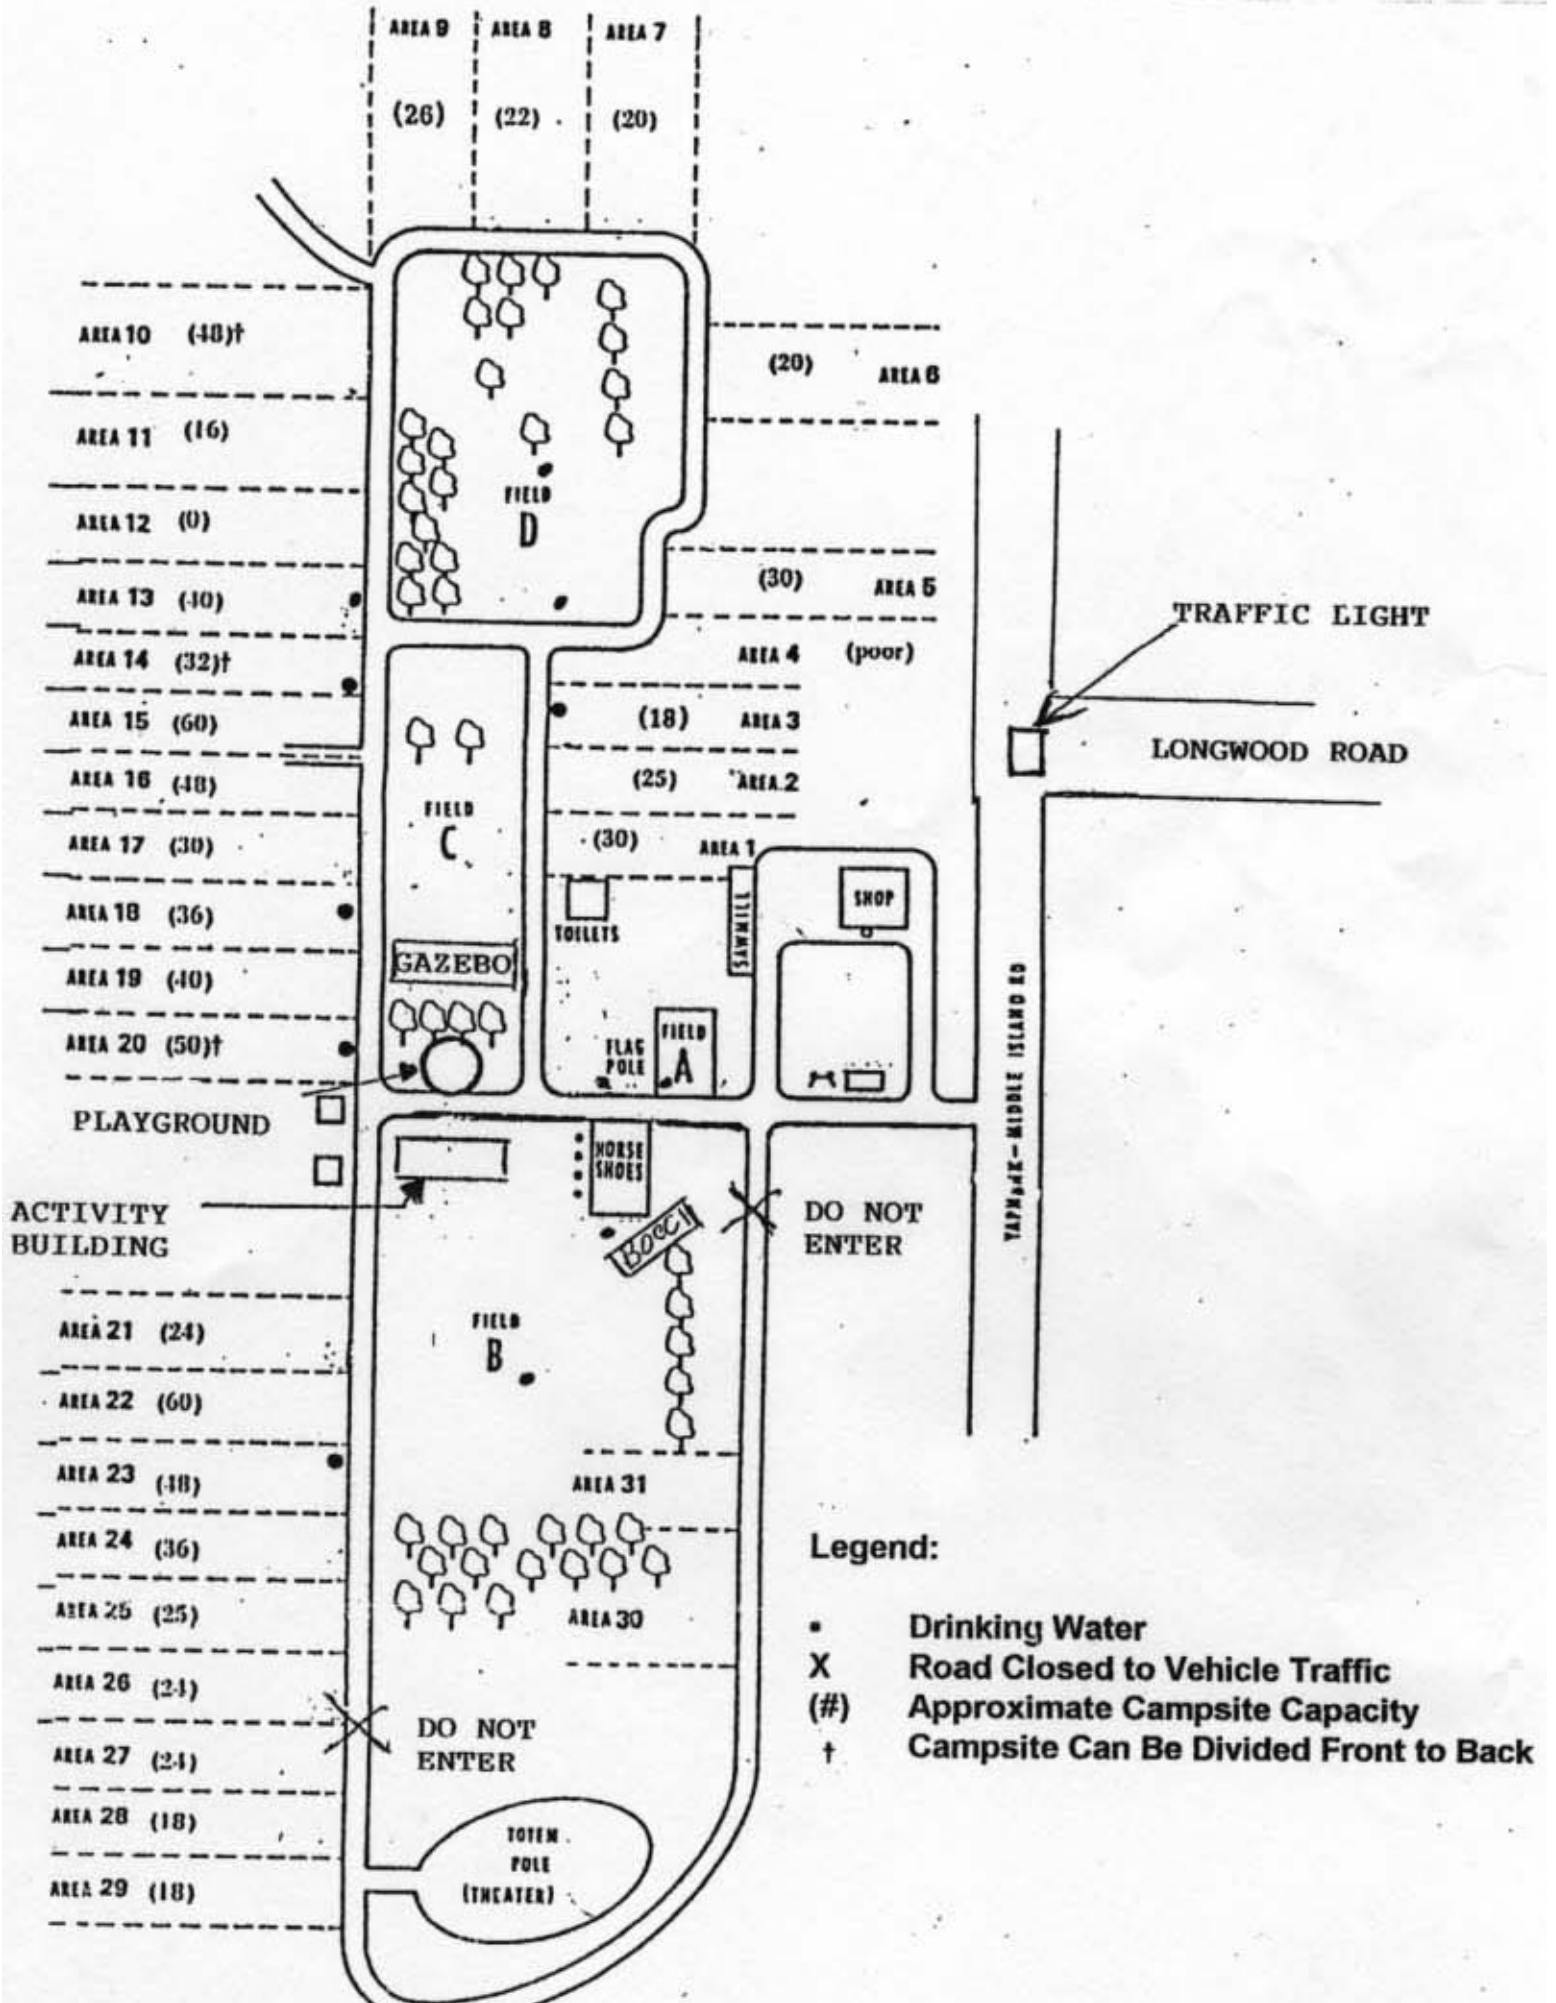 AREA 9 AREA 8 AREA 7
(26) (22) (20)
AREA 10 (48)†
(20) AREA 6
AREA 11 (16)
FIELD
D
AREA 12 (0)
(30) AREA 5
AREA 13 (40)
TRAFFIC LIGHT
AREA 14 (32)†
AREA 4 (poor)
AREA 15 (60)
(18) AREA 3
LONGWOOD ROAD
AREA 16 (48)
(25) AREA 2
FIELD
C
AREA 17 (30)
(30) AREA 1
AREA 18 (36)
SHOP
TOILETS
SAWMILL
GAZEBO
AREA 19 (40)
AREA 20 (50)†
FLAG
POLE
FIELD
A
MIDDLE ISLAND RD
PLAYGROUND
HORSE
SHOES
ACTIVITY
BUILDING
BOCCI
DO NOT
ENTER
AREA 21 (24)
FIELD
B
AREA 22 (60)
AREA 23 (48)
AREA 31
AREA 24 (36)
AREA 25 (25)
AREA 30
AREA 26 (24)
DO NOT
ENTER
AREA 27 (24)
AREA 28 (18)
TOTEM
POLE
(THEATER)
AREA 29 (18)
Legend:
• Drinking Water
X Road Closed to Vehicle Traffic
(#) Approximate Campsite Capacity
† Campsite Can Be Divided Front to Back